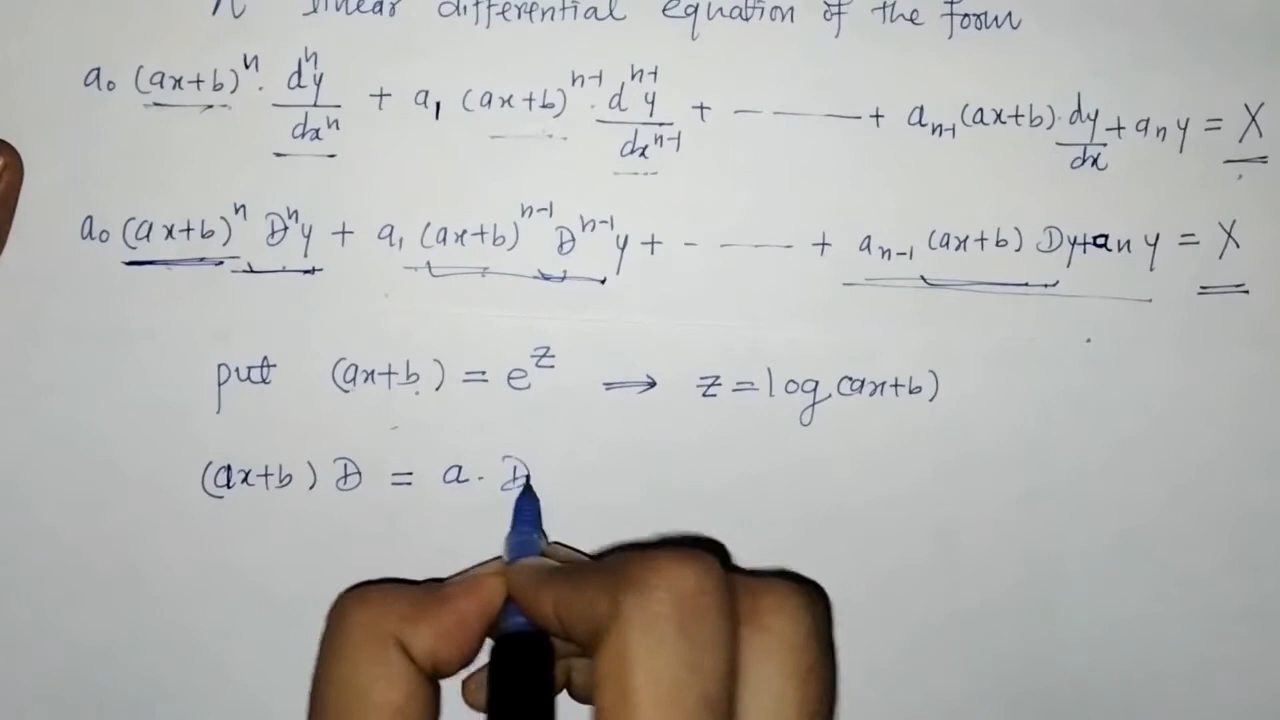 linear differential equation of the form
a₀ (ax+b)ⁿ · dⁿy/dxⁿ + a₁ (ax+b)ⁿ⁻¹ · dⁿ⁻¹y/dxⁿ⁻¹ + ------ + aₙ₋₁ (ax+b) · dy/dx + aₙ y = X
a₀ (ax+b)ⁿ Dⁿy + a₁ (ax+b)ⁿ⁻¹ Dⁿ⁻¹y + ------ + aₙ₋₁ (ax+b) Dy + aₙ y = X
put (ax+b) = e^z ⟹ z = log(ax+b)
(ax+b) D = a · D